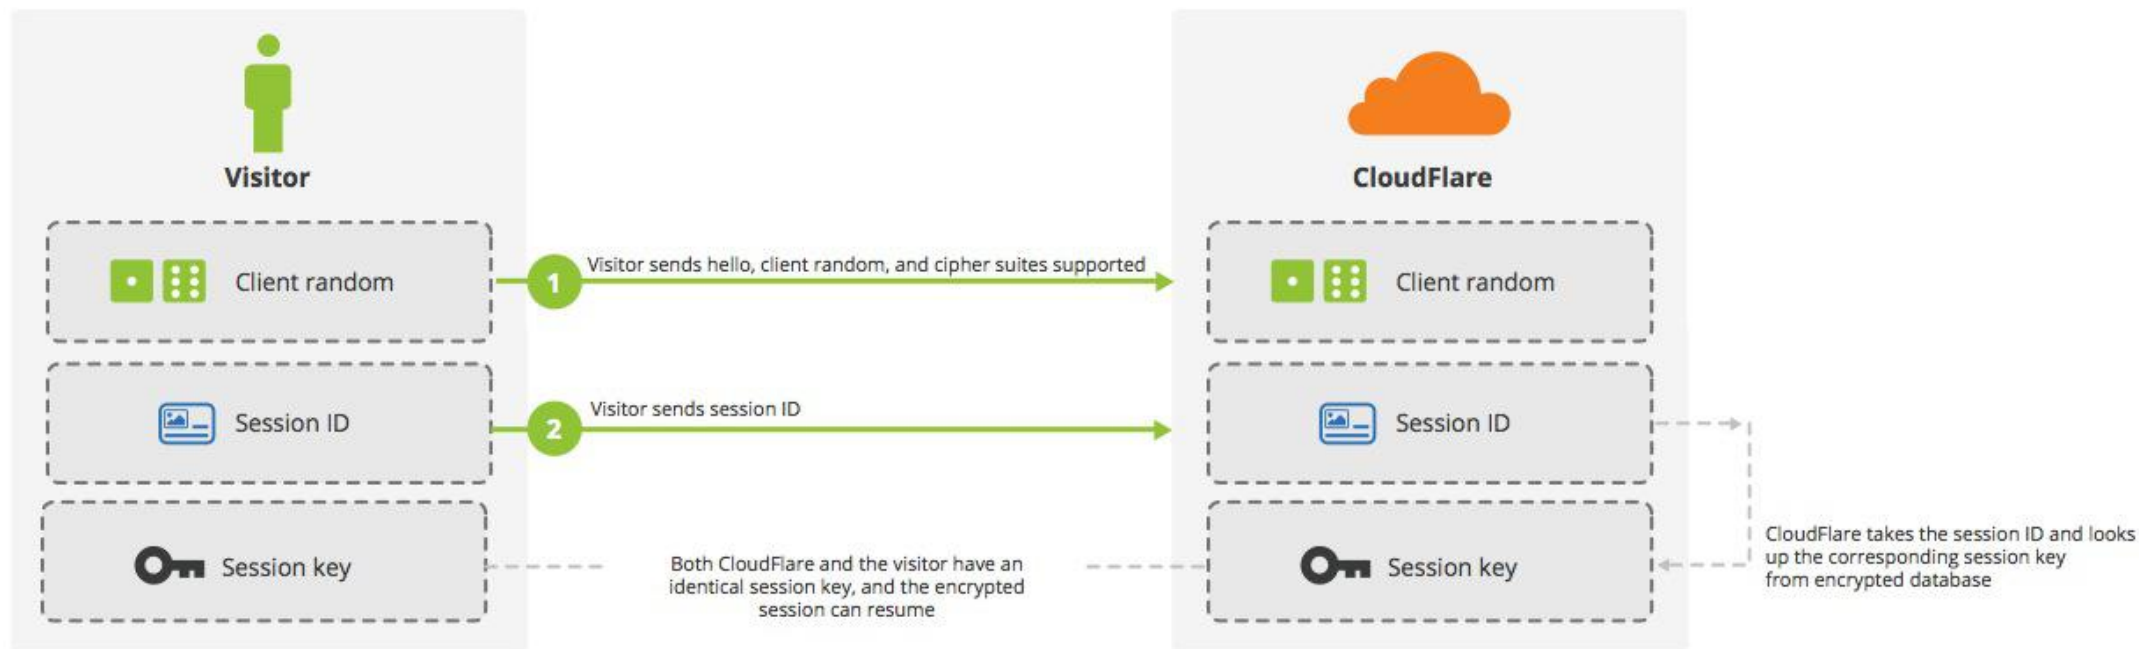 Visitor
CloudFlare
Client random
1
Visitor sends hello, client random, and cipher suites supported
Client random
Session ID
2
Visitor sends session ID
Session ID
Session key
Both CloudFlare and the visitor have an
identical session key, and the encrypted
session can resume
Session key
CloudFlare takes the session ID and looks
up the corresponding session key
from encrypted database